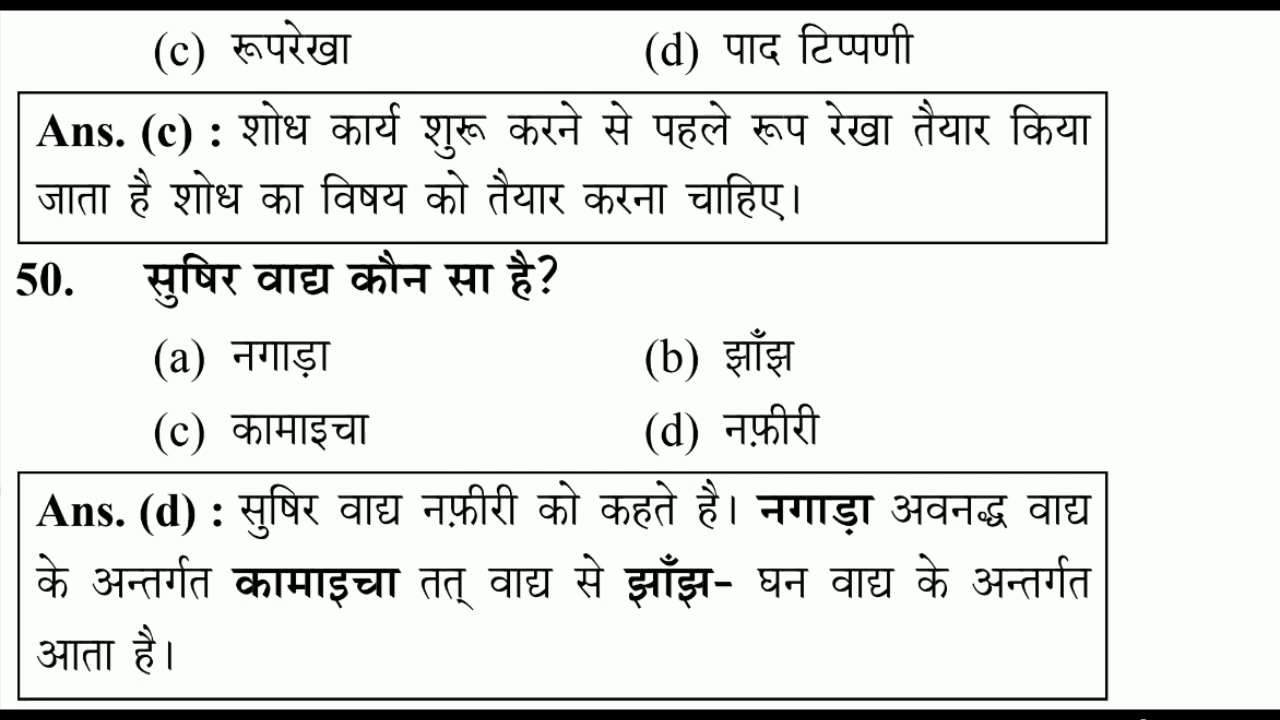 (c) रूपरेखा (d) पाद टिप्पणी
Ans. (c) : शोध कार्य शुरू करने से पहले रूप रेखा तैयार किया
जाता है शोध का विषय को तैयार करना चाहिए।
50. सुषिर वाद्य कौन सा है?
(a) नगाड़ा (b) झाँझ
(c) कामाइचा (d) नफ़ीरी
Ans. (d) : सुषिर वाद्य नफ़ीरी को कहते है। नगाड़ा अवनद्ध वाद्य
के अन्तर्गत कामाइचा तत् वाद्य से झाँझ- घन वाद्य के अन्तर्गत
आता है।